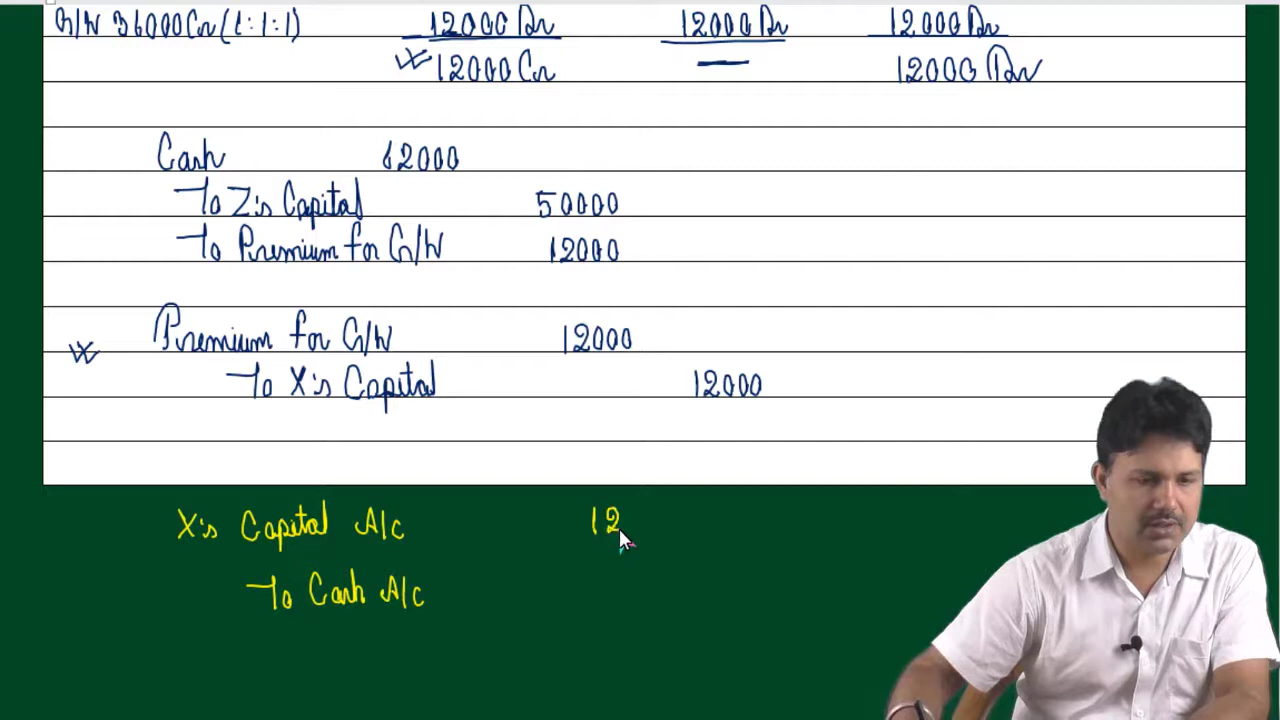 G/W 36000 Cr (1:1:1) 12000 Dr 12000 Dr 12000 Dr
12000 Cr — 12000 Dr
Cash 62000
To Z's Capital 50000
To Premium for G/W 12000
Premium for G/W 12000
To X's Capital 12000
X's Capital A/c 12
To Cash A/c